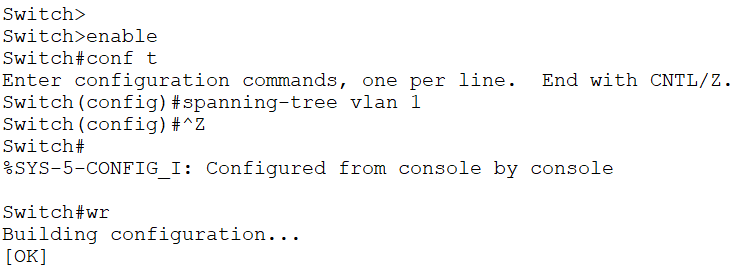 Switch>
Switch>enable
Switch#conf t
Enter configuration commands, one per line.  End with CNTL/Z.
Switch(config)#spanning-tree vlan 1
Switch(config)#^Z
Switch#
%SYS-5-CONFIG_I: Configured from console by console

Switch#wr
Building configuration...
[OK]